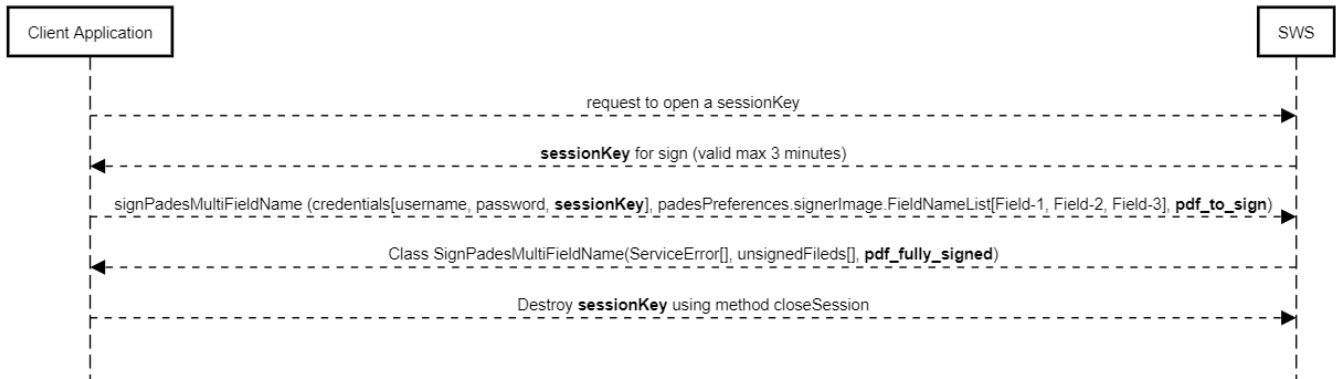 Client Application
SWS
request to open a sessionKey
sessionKey for sign (valid max 3 minutes)
signPadesMultiFieldName (credentials[username, password, sessionKey], padesPreferences.signerImage.FieldNameList[Field-1, Field-2, Field-3], pdf_to_sign)
Class SignPadesMultiFieldName(ServiceError[], unsignedFileds[], pdf_fully_signed)
Destroy sessionKey using method closeSession